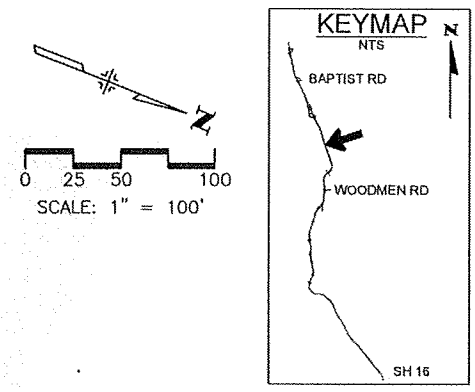 N
0 25 50 100
SCALE: 1" = 100'
KEYMAP
NTS
N
BAPTIST RD
WOODMEN RD
SH 16